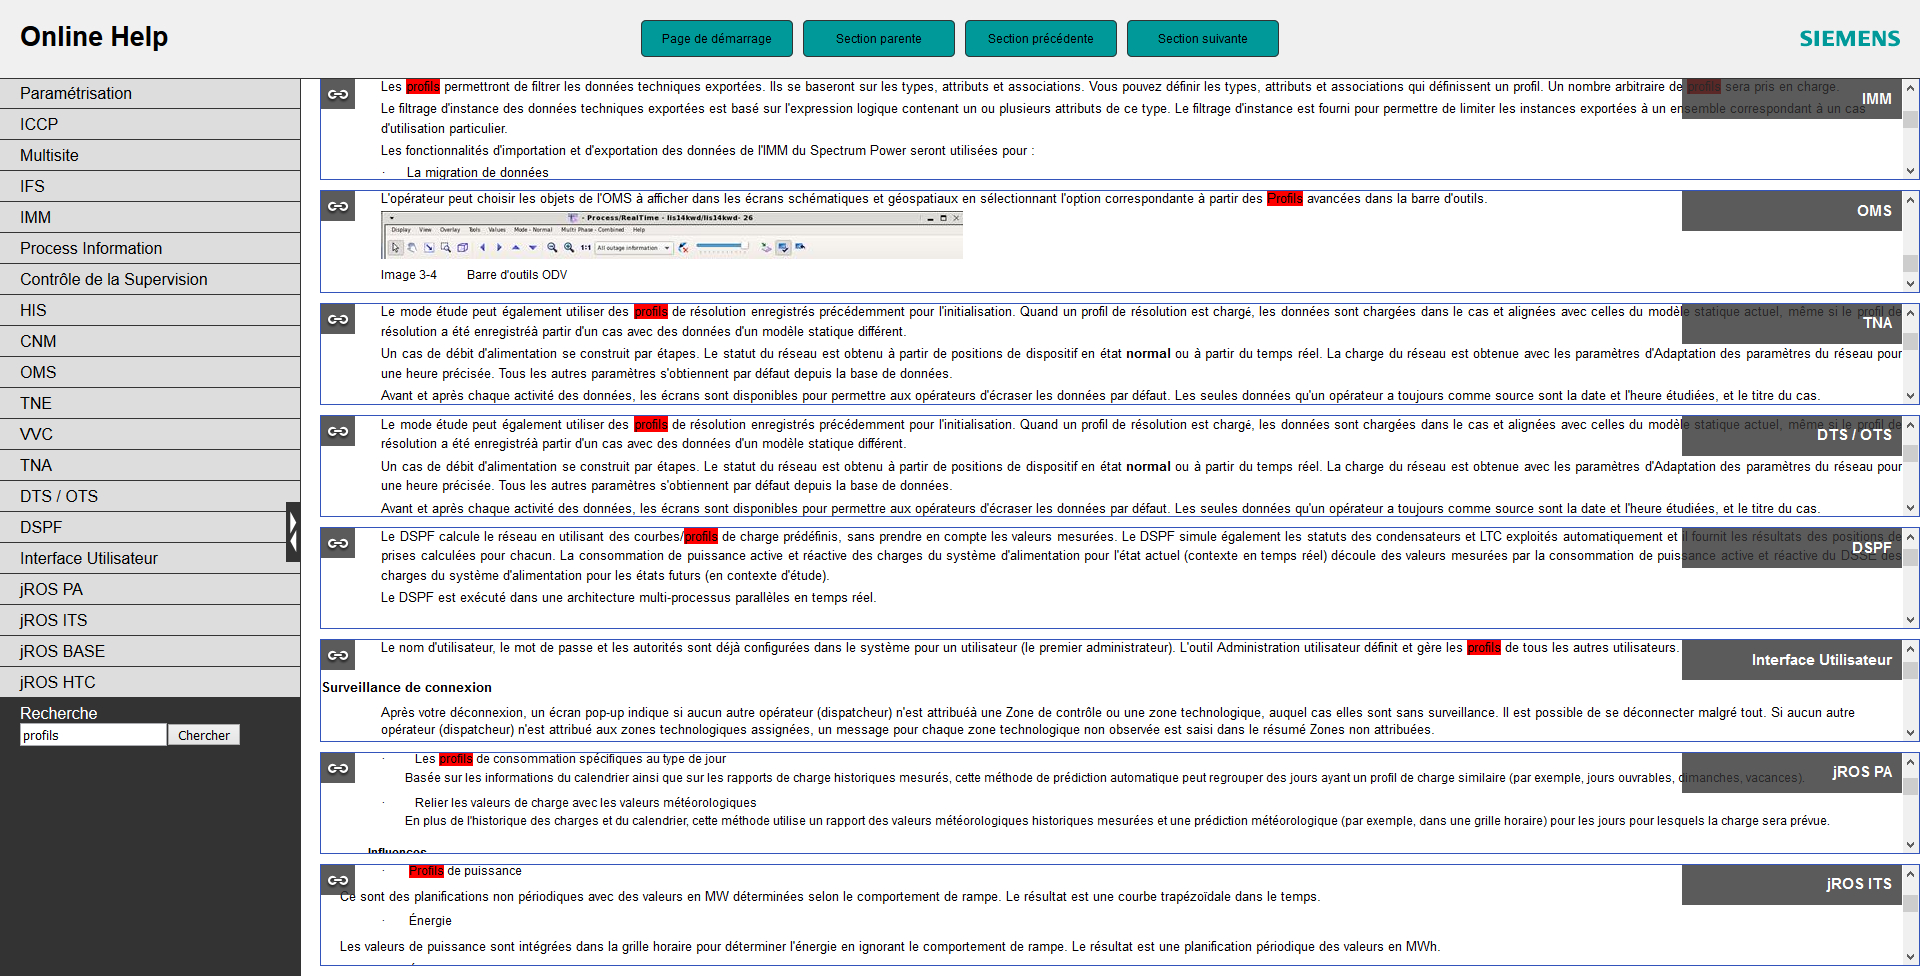 Online Help
Page de démarrage
Section parente
Section précédente
Section suivante
SIEMENS
Paramétrisation
ICCP
Multisite
IFS
IMM
Process Information
Contrôle de la Supervision
HIS
CNM
OMS
TNE
VVC
TNA
DTS / OTS
DSPF
Interface Utilisateur
jROS PA
jROS ITS
jROS BASE
jROS HTC
Recherche
profils
Chercher
Les profils permettront de filtrer les données techniques exportées. Ils se baseront sur les types, attributs et associations. Vous pouvez définir les types, attributs et associations qui définissent un profil. Un nombre arbitraire de profils sera pris en charge.
IMM
Le filtrage d'instance des données techniques exportées est basé sur l'expression logique contenant un ou plusieurs attributs de ce type. Le filtrage d'instance est fourni pour permettre de limiter les instances exportées à un ensemble correspondant à un cas
d'utilisation particulier.
Les fonctionnalités d'importation et d'exportation des données de l'IMM du Spectrum Power seront utilisées pour :
· La migration de données
L'opérateur peut choisir les objets de l'OMS à afficher dans les écrans schématiques et géospatiaux en sélectionnant l'option correspondante à partir des Profils avancées dans la barre d'outils.
OMS
- Process/RealTime - lis14kwd/lis14kwd- 26
Display View Overlay Tools Values Mode - Normal Multi Phase - Combined Help
1:1 All outage information
Image 3-4 Barre d'outils ODV
Le mode étude peut également utiliser des profils de résolution enregistrés précédemment pour l'initialisation. Quand un profil de résolution est chargé, les données sont chargées dans le cas et alignées avec celles du modèle statique actuel, même si le profil de
TNA
résolution a été enregistréà partir d'un cas avec des données d'un modèle statique différent.
Un cas de débit d'alimentation se construit par étapes. Le statut du réseau est obtenu à partir de positions de dispositif en état normal ou à partir du temps réel. La charge du réseau est obtenue avec les paramètres d'Adaptation des paramètres du réseau pour
une heure précisée. Tous les autres paramètres s'obtiennent par défaut depuis la base de données.
Avant et après chaque activité des données, les écrans sont disponibles pour permettre aux opérateurs d'écraser les données par défaut. Les seules données qu'un opérateur a toujours comme source sont la date et l'heure étudiées, et le titre du cas.
Le mode étude peut également utiliser des profils de résolution enregistrés précédemment pour l'initialisation. Quand un profil de résolution est chargé, les données sont chargées dans le cas et alignées avec celles du modèle statique actuel, même si le profil de
DTS / OTS
résolution a été enregistréà partir d'un cas avec des données d'un modèle statique différent.
Un cas de débit d'alimentation se construit par étapes. Le statut du réseau est obtenu à partir de positions de dispositif en état normal ou à partir du temps réel. La charge du réseau est obtenue avec les paramètres d'Adaptation des paramètres du réseau pour
une heure précisée. Tous les autres paramètres s'obtiennent par défaut depuis la base de données.
Avant et après chaque activité des données, les écrans sont disponibles pour permettre aux opérateurs d'écraser les données par défaut. Les seules données qu'un opérateur a toujours comme source sont la date et l'heure étudiées, et le titre du cas.
Le DSPF calcule le réseau en utilisant des courbes/profils de charge prédéfinis, sans prendre en compte les valeurs mesurées. Le DSPF simule également les statuts des condensateurs et LTC exploités automatiquement et il fournit les résultats des positions de
DSPF
prises calculées pour chacun. La consommation de puissance active et réactive des charges du système d'alimentation pour l'état actuel (contexte en temps réel) découle des valeurs mesurées par la consommation de puissance active et réactive du DSSE des
charges du système d'alimentation pour les états futurs (en contexte d'étude).
Le DSPF est exécuté dans une architecture multi-processus parallèles en temps réel.
Le nom d'utilisateur, le mot de passe et les autorités sont déjà configurées dans le système pour un utilisateur (le premier administrateur). L'outil Administration utilisateur définit et gère les profils de tous les autres utilisateurs.
Interface Utilisateur
Surveillance de connexion
Après votre déconnexion, un écran pop-up indique si aucun autre opérateur (dispatcheur) n'est attribuéà une Zone de contrôle ou une zone technologique, auquel cas elles sont sans surveillance. Il est possible de se déconnecter malgré tout. Si aucun autre
opérateur (dispatcheur) n'est attribué aux zones technologiques assignées, un message pour chaque zone technologique non observée est saisi dans le résumé Zones non attribuées.
· Les profils de consommation spécifiques au type de jour
jROS PA
Basée sur les informations du calendrier ainsi que sur les rapports de charge historiques mesurés, cette méthode de prédiction automatique peut regrouper des jours ayant un profil de charge similaire (par exemple, jours ouvrables, dimanches, vacances).
· Relier les valeurs de charge avec les valeurs météorologiques
En plus de l'historique des charges et du calendrier, cette méthode utilise un rapport des valeurs météorologiques historiques mesurées et une prédiction météorologique (par exemple, dans une grille horaire) pour les jours pour lesquels la charge sera prévue.
Influences
· Profils de puissance
jROS ITS
Ce sont des planifications non périodiques avec des valeurs en MW déterminées selon le comportement de rampe. Le résultat est une courbe trapézoïdale dans le temps.
· Énergie
Les valeurs de puissance sont intégrées dans la grille horaire pour déterminer l'énergie en ignorant le comportement de rampe. Le résultat est une planification périodique des valeurs en MWh.